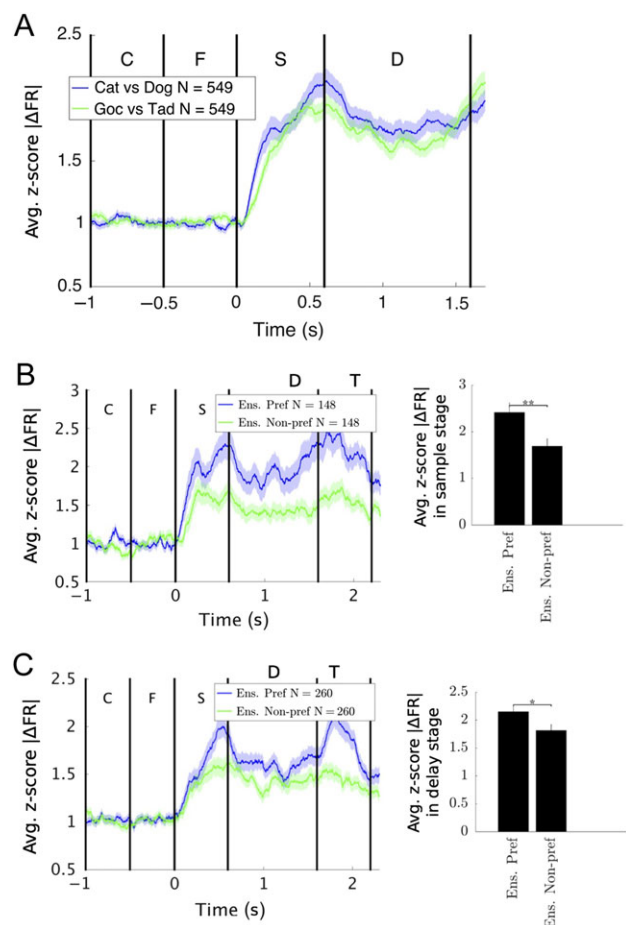 A
Avg. z-score |ΔFR|
2.5
1.5
1
0.5
C F S D
Cat vs Dog N = 549
Goc vs Tad N = 549
−1 −0.5 0 0.5 1 1.5
Time (s)
B
Avg. z-score |ΔFR|
3
2.5
2
1.5
1
0.5
C F S D T
Ens. Pref N = 148
Ens. Non-pref N = 148
-1 0 1 2
Time (s)
Avg. z-score |ΔFR|
in sample stage
3
2
1
0
**
Ens. Pref
Ens. Non-pref
C
Avg. z-score |ΔFR|
2.5
2
1.5
1
0.5
C F S D T
Ens. Pref N = 260
Ens. Non-pref N = 260
-1 0 1 2
Time (s)
Avg. z-score |ΔFR|
in delay stage
2.5
2
1.5
1
0.5
0
*
Ens. Pref
Ens. Non-pref